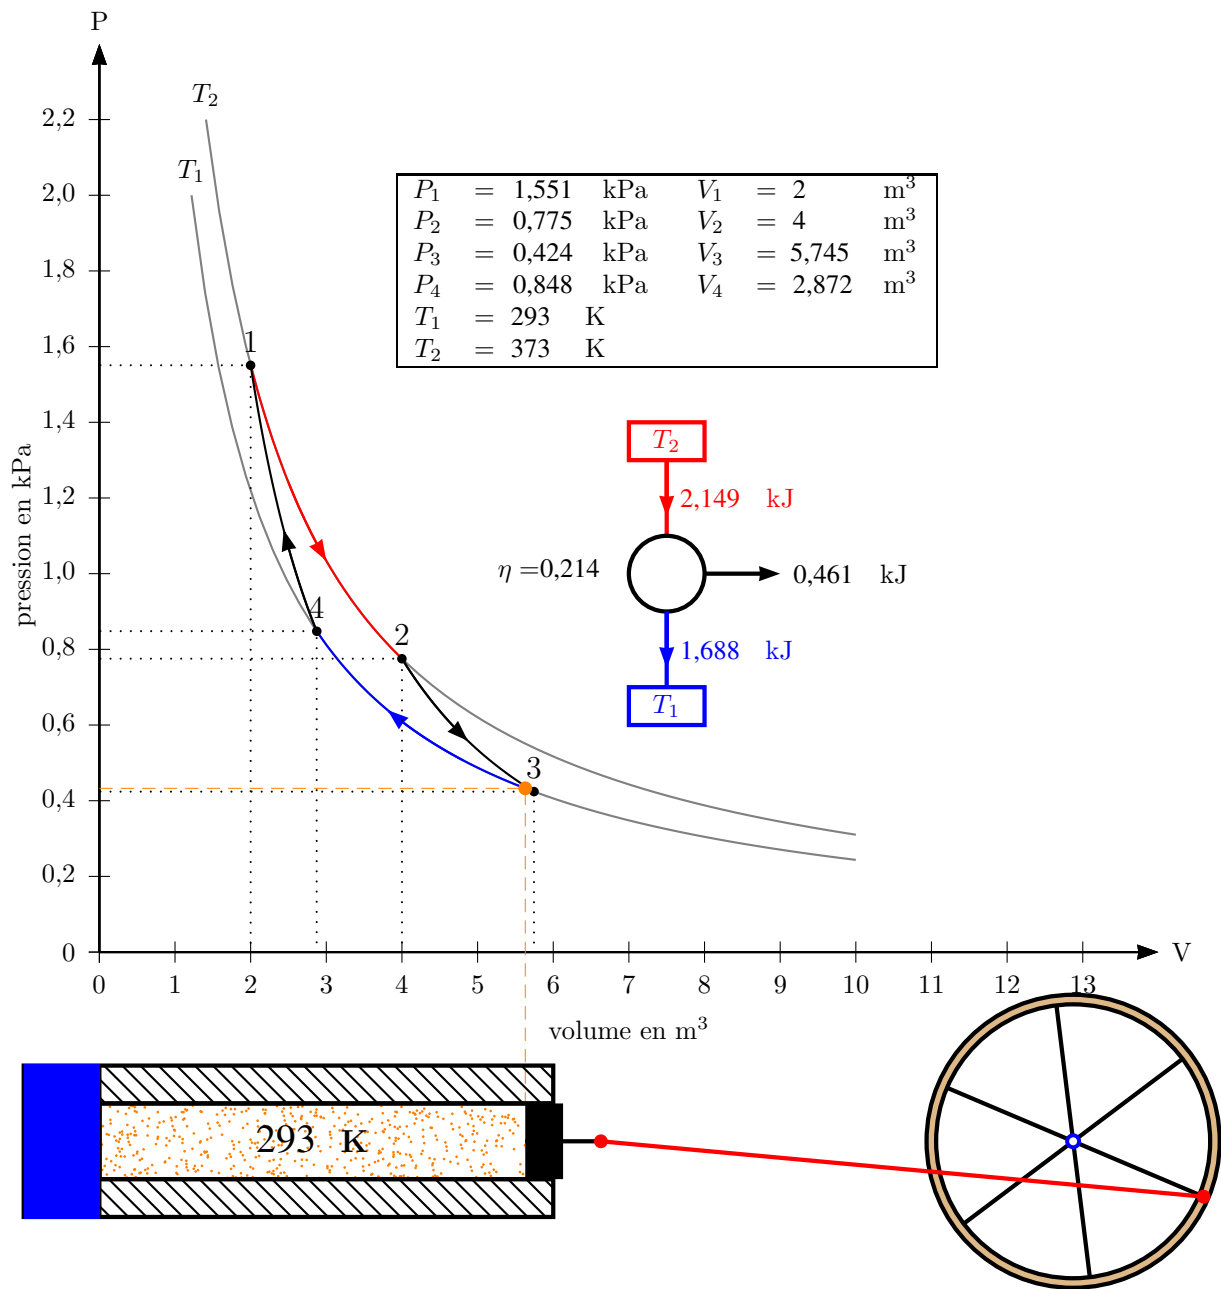 P
T₂
2,2
T₁
2,0
P₁ = 1,551 kPa V₁ = 2 m³
P₂ = 0,775 kPa V₂ = 4 m³
P₃ = 0,424 kPa V₃ = 5,745 m³
P₄ = 0,848 kPa V₄ = 2,872 m³
T₁ = 293 K
T₂ = 373 K
1,8
1,6
1
1,4
T₂
pression en kPa
1,2
2,149 kJ
1,0
η =0,214
0,461 kJ
4
2
0,8
1,688 kJ
T₁
0,6
3
0,4
0,2
0
V
0 1 2 3 4 5 6 7 8 9 10 11 12 13
volume en m³
293 K